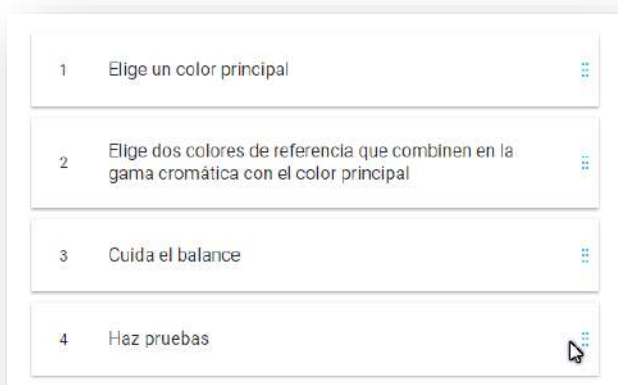 1 Elige un color principal
2 Elige dos colores de referencia que combinen en la
gama cromática con el color principal
3 Cuida el balance
4 Haz pruebas